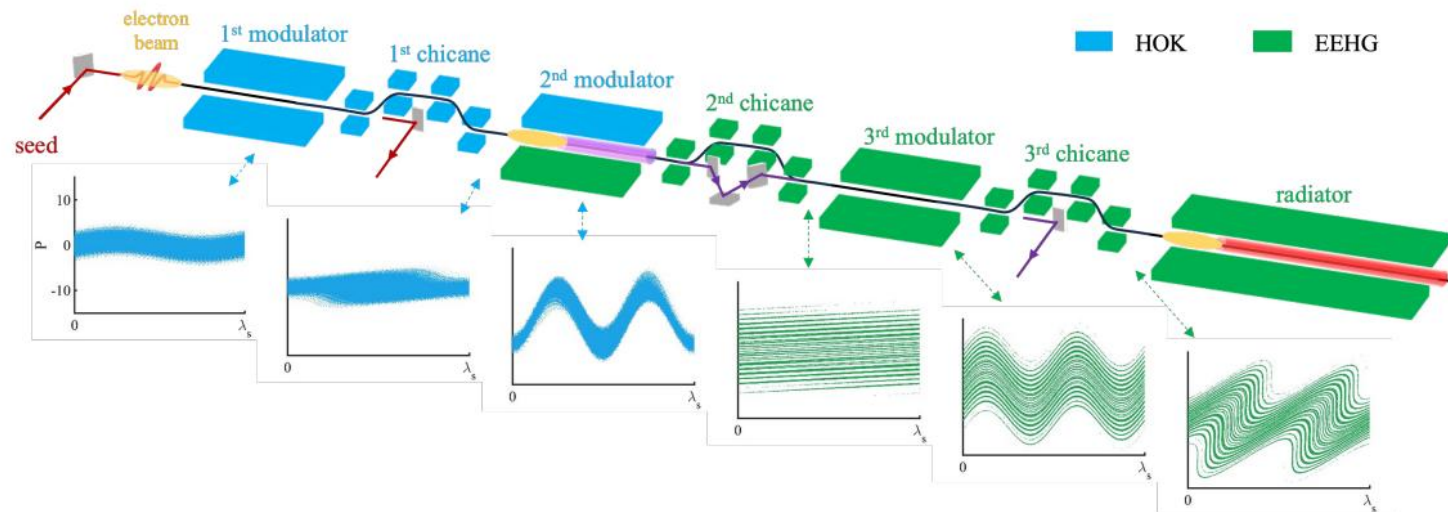 electron
beam
1st modulator
1st chicane
2nd modulator
2nd chicane
3rd modulator
3rd chicane
radiator
HOK
EEHG
seed
P
10
0
-10
0
λs
0
λs
0
λs
0
λs
0
λs
0
λs